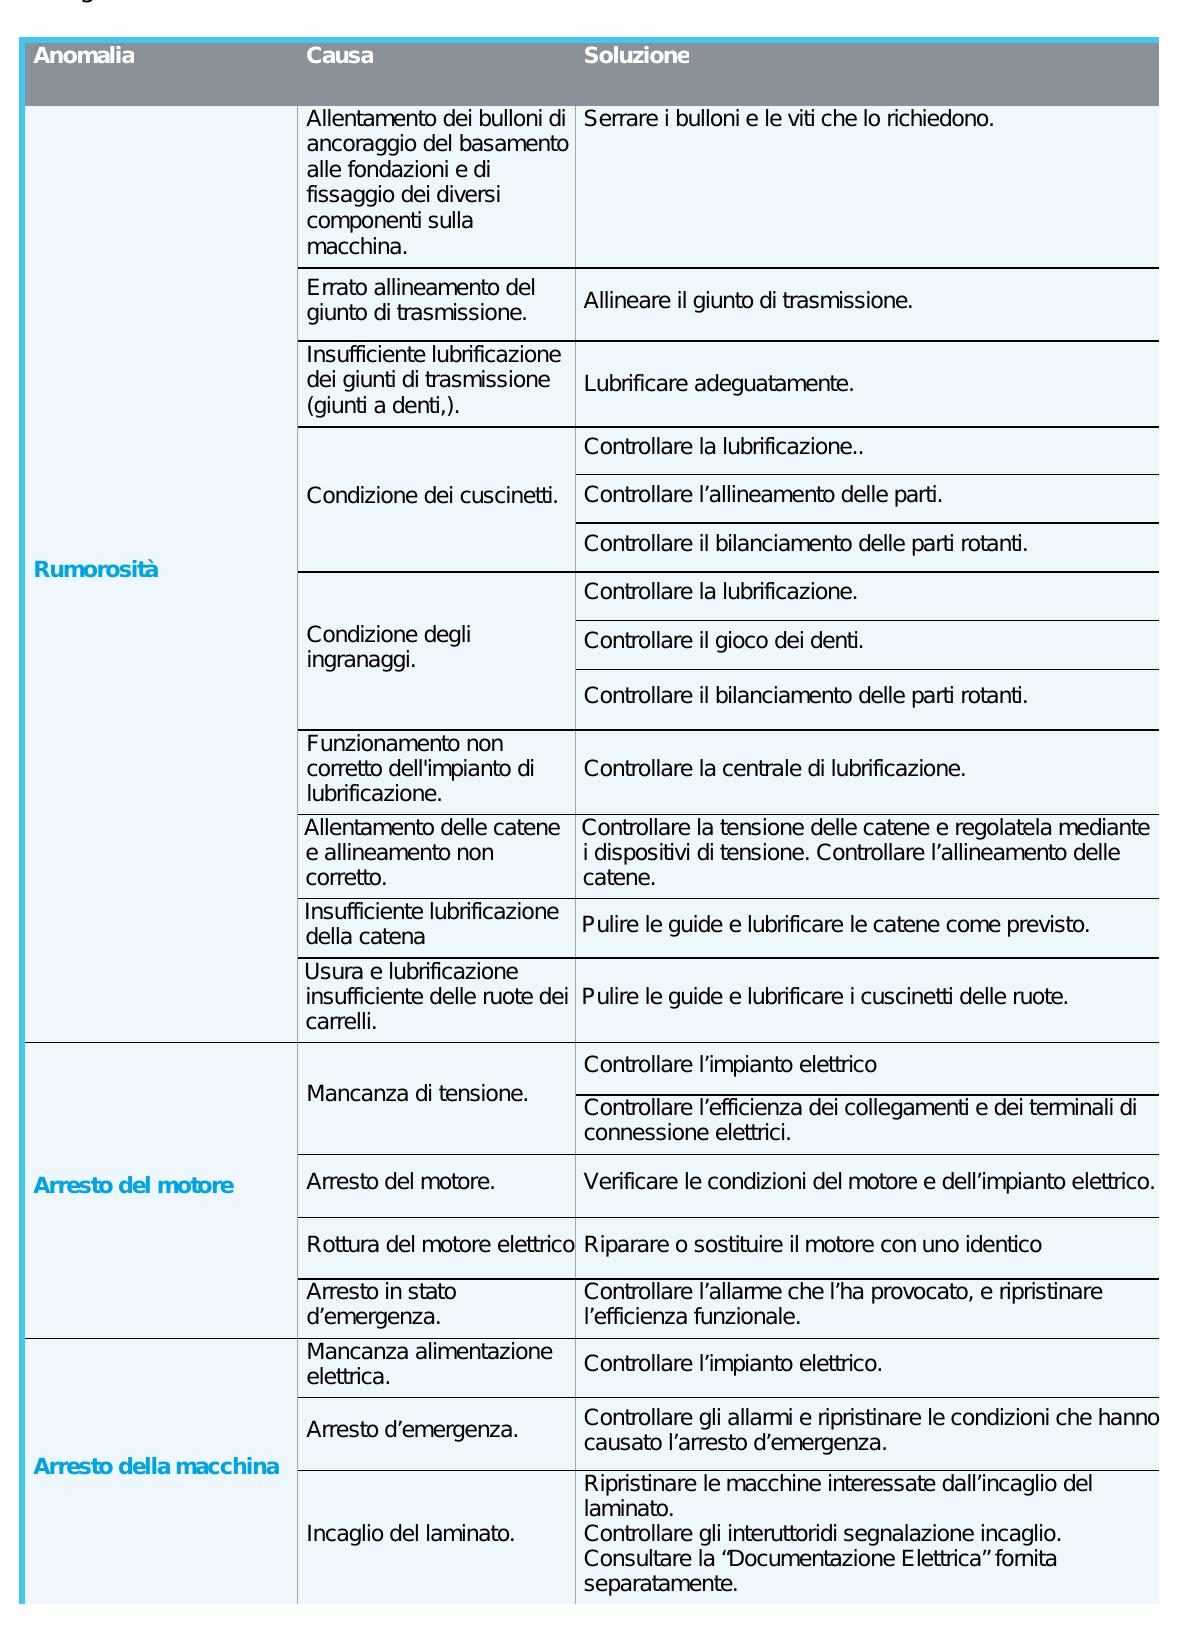 Anomalia Causa Soluzione
Rumorosità
Allentamento dei bulloni di
ancoraggio del basamento
alle fondazioni e di
fissaggio dei diversi
componenti sulla
macchina.
Serrare i bulloni e le viti che lo richiedono.
Errato allineamento del
giunto di trasmissione.
Allineare il giunto di trasmissione.
Insufficiente lubrificazione
dei giunti di trasmissione
(giunti a denti,).
Lubrificare adeguatamente.
Condizione dei cuscinetti.
Controllare la lubrificazione..
Controllare l’allineamento delle parti.
Controllare il bilanciamento delle parti rotanti.
Condizione degli
ingranaggi.
Controllare la lubrificazione.
Controllare il gioco dei denti.
Controllare il bilanciamento delle parti rotanti.
Funzionamento non
corretto dell'impianto di
lubrificazione.
Controllare la centrale di lubrificazione.
Allentamento delle catene
e allineamento non
corretto.
Controllare la tensione delle catene e regolatela mediante
i dispositivi di tensione. Controllare l’allineamento delle
catene.
Insufficiente lubrificazione
della catena
Pulire le guide e lubrificare le catene come previsto.
Usura e lubrificazione
insufficiente delle ruote dei
carrelli.
Pulire le guide e lubrificare i cuscinetti delle ruote.
Arresto del motore
Mancanza di tensione.
Controllare l’impianto elettrico
Controllare l’efficienza dei collegamenti e dei terminali di
connessione elettrici.
Arresto del motore.
Verificare le condizioni del motore e dell’impianto elettrico.
Rottura del motore elettrico
Riparare o sostituire il motore con uno identico
Arresto in stato
d’emergenza.
Controllare l’allarme che l’ha provocato, e ripristinare
l’efficienza funzionale.
Arresto della macchina
Mancanza alimentazione
elettrica.
Controllare l’impianto elettrico.
Arresto d’emergenza.
Controllare gli allarmi e ripristinare le condizioni che hanno
causato l’arresto d’emergenza.
Incaglio del laminato.
Ripristinare le macchine interessate dall’incaglio del
laminato.
Controllare gli interuttoridi segnalazione incaglio.
Consultare la “Documentazione Elettrica” fornita
separatamente.